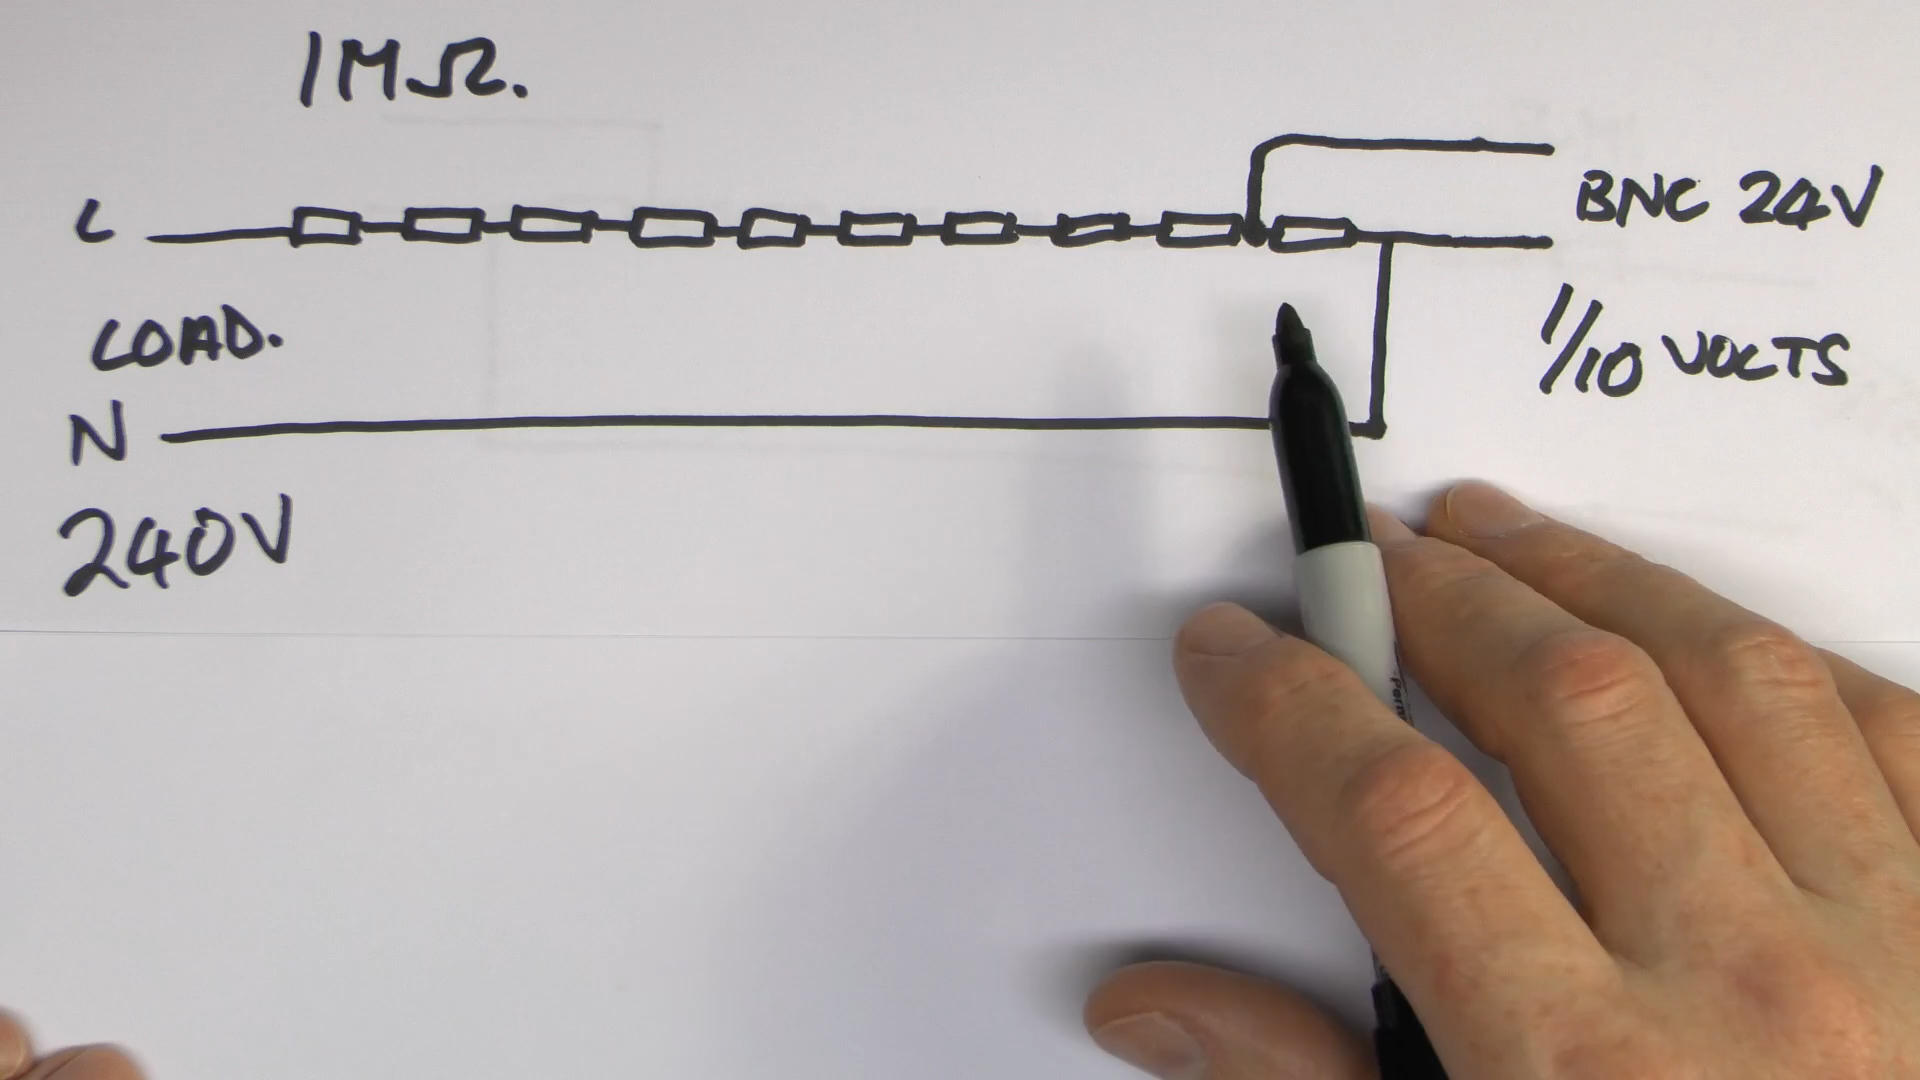 1MΩ.
L
BNC 24V
LOAD.
1/10 VOLTS
N
240V